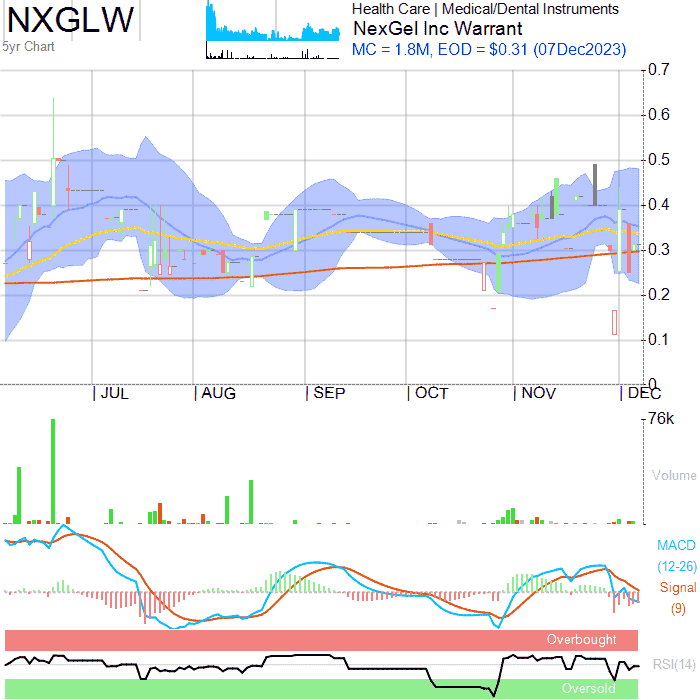 NXGLW
5yr Chart
Health Care | Medical/Dental Instruments
NexGel Inc Warrant
MC = 1.8M, EOD = $0.31 (07Dec2023)
0.7
0.6
0.5
0.4
0.3
0.2
0.1
0
JUL
AUG
SEP
OCT
NOV
DEC
76k
Volume
MACD
(12-26)
Signal
(9)
Overbought
RSI(14)
Oversold